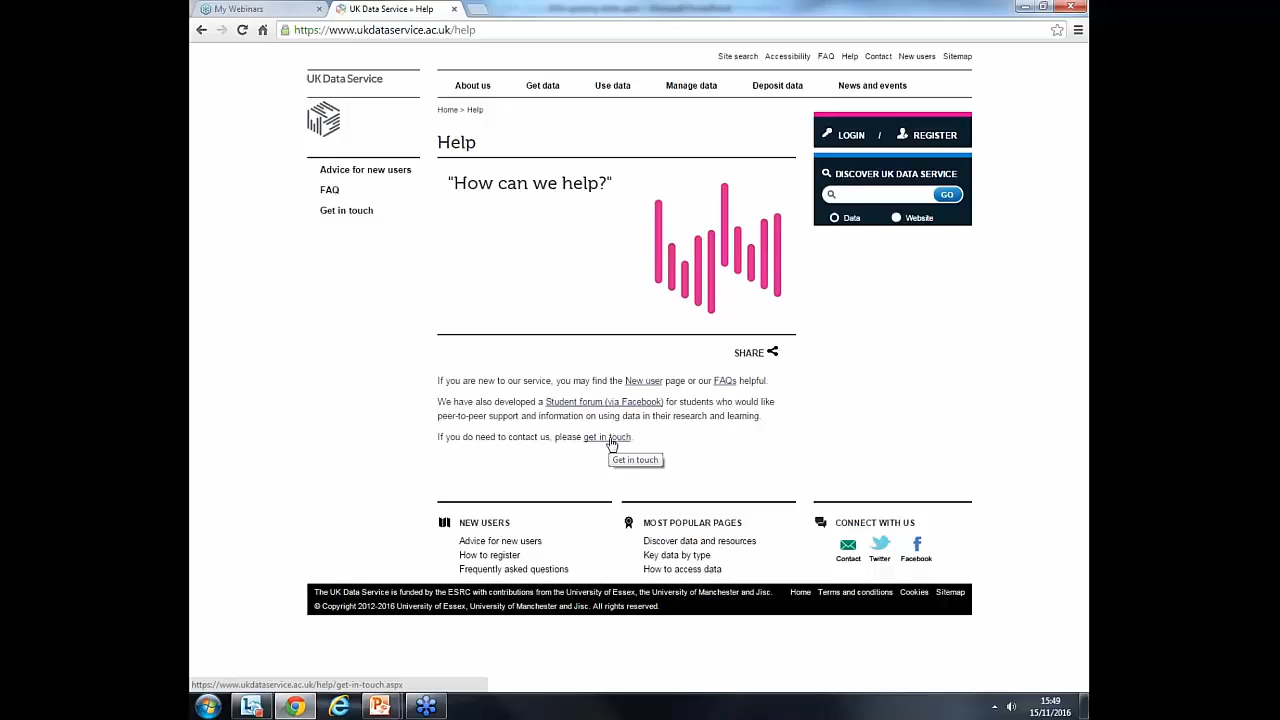 My Webinars
UK Data Service » Help
https://www.ukdataservice.ac.uk/help
Site search Accessibility FAQ Help Contact New users Sitemap
UK Data Service
About us Get data Use data Manage data Deposit data News and events
Home > Help
Help
LOGIN / REGISTER
Advice for new users
FAQ
Get in touch
"How can we help?"
DISCOVER UK DATA SERVICE
GO
Data Website
SHARE
If you are new to our service, you may find the New user page or our FAQs helpful.
We have also developed a Student forum (via Facebook) for students who would like
peer-to-peer support and information on using data in their research and learning.
If you do need to contact us, please get in touch.
Get in touch
NEW USERS
Advice for new users
How to register
Frequently asked questions
MOST POPULAR PAGES
Discover data and resources
Key data by type
How to access data
CONNECT WITH US
Contact Twitter Facebook
The UK Data Service is funded by the ESRC with contributions from the University of Essex, the University of Manchester and Jisc.
© Copyright 2012-2016 University of Essex, University of Manchester and Jisc. All rights reserved.
Home Terms and conditions Cookies Sitemap
https://www.ukdataservice.ac.uk/help/get-in-touch.aspx
15:49
15/11/2016